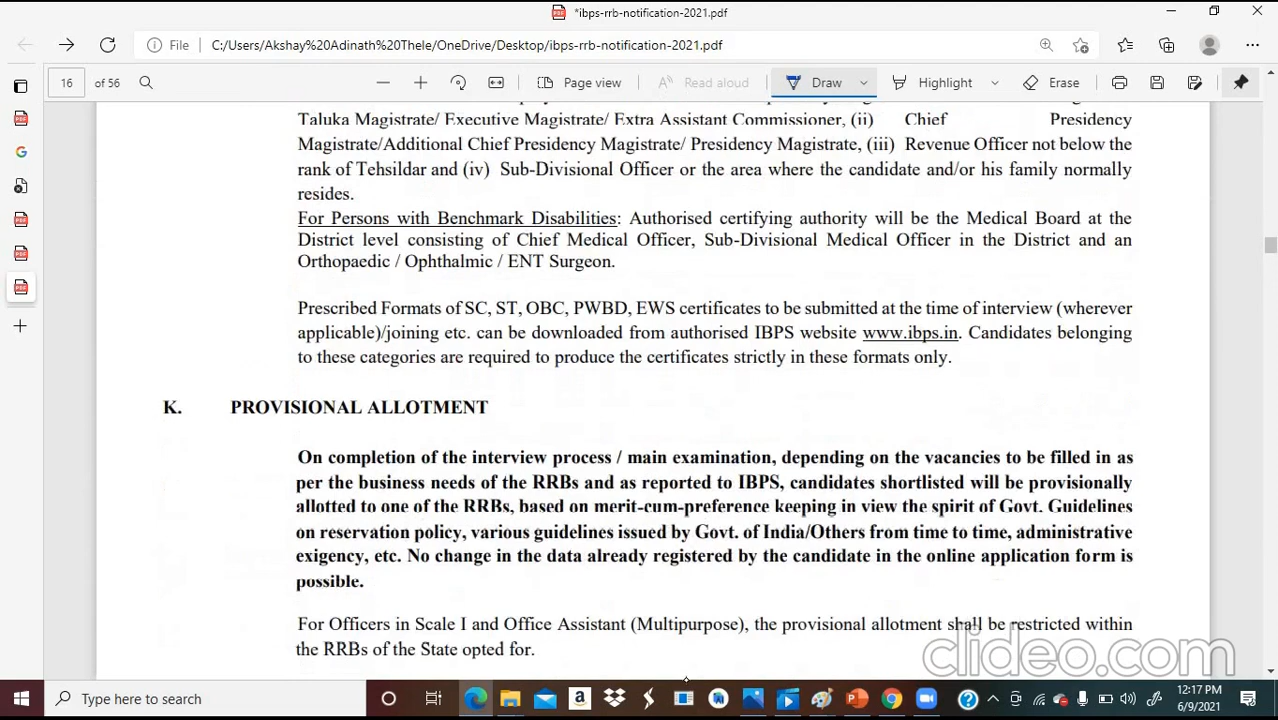 *ibps-rrb-notification-2021.pdf
File C:/Users/Akshay%20Adinath%20Thele/OneDrive/Desktop/ibps-rrb-notification-2021.pdf
16 of 56 Page view Read aloud Draw Highlight Erase
Taluka Magistrate/ Executive Magistrate/ Extra Assistant Commissioner, (ii) Chief Presidency
Magistrate/Additional Chief Presidency Magistrate/ Presidency Magistrate, (iii) Revenue Officer not below the
rank of Tehsildar and (iv) Sub-Divisional Officer or the area where the candidate and/or his family normally
resides.
For Persons with Benchmark Disabilities: Authorised certifying authority will be the Medical Board at the
District level consisting of Chief Medical Officer, Sub-Divisional Medical Officer in the District and an
Orthopaedic / Ophthalmic / ENT Surgeon.
Prescribed Formats of SC, ST, OBC, PWBD, EWS certificates to be submitted at the time of interview (wherever
applicable)/joining etc. can be downloaded from authorised IBPS website www.ibps.in. Candidates belonging
to these categories are required to produce the certificates strictly in these formats only.
K. PROVISIONAL ALLOTMENT
On completion of the interview process / main examination, depending on the vacancies to be filled in as
per the business needs of the RRBs and as reported to IBPS, candidates shortlisted will be provisionally
allotted to one of the RRBs, based on merit-cum-preference keeping in view the spirit of Govt. Guidelines
on reservation policy, various guidelines issued by Govt. of India/Others from time to time, administrative
exigency, etc. No change in the data already registered by the candidate in the online application form is
possible.
For Officers in Scale I and Office Assistant (Multipurpose), the provisional allotment shall be restricted within
the RRBs of the State opted for.
clideo.com
Type here to search
12:17 PM
6/9/2021